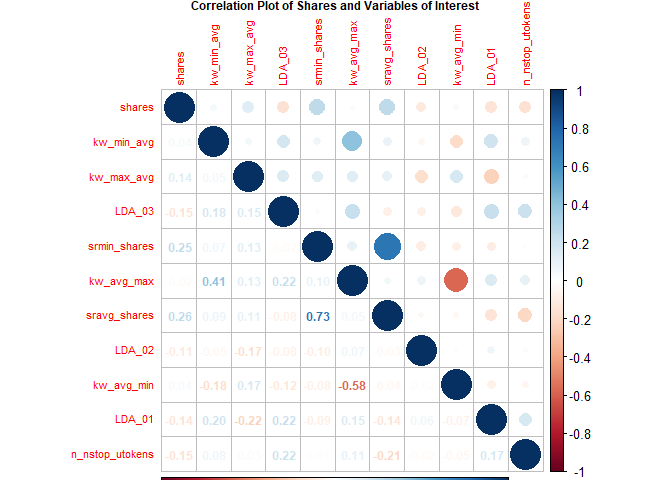 Correlation Plot of Shares and Variables of Interest
shares kw_min_avg kw_max_avg LDA_03 srmin_shares kw_avg_max sravg_shares LDA_02 kw_avg_min LDA_01 n_nstop_utokens
shares
kw_min_avg
kw_max_avg 0.14
LDA_03 -0.15 0.18 0.15
srmin_shares 0.25 0.07 0.13
kw_avg_max 0.41 0.13 0.22 0.10
sravg_shares 0.26 0.09 0.11 -0.08 0.73 0.05
LDA_02 -0.11 -0.17 -0.10 0.07
kw_avg_min -0.18 0.17 -0.12 -0.58
LDA_01 -0.14 0.20 -0.22 0.22 -0.09 0.15 -0.14 0.06 -0.07
n_nstop_utokens -0.15 0.08 0.22 0.11 -0.21 0.17
1
0.8
0.6
0.4
0.2
0
-0.2
-0.4
-0.6
-0.8
-1